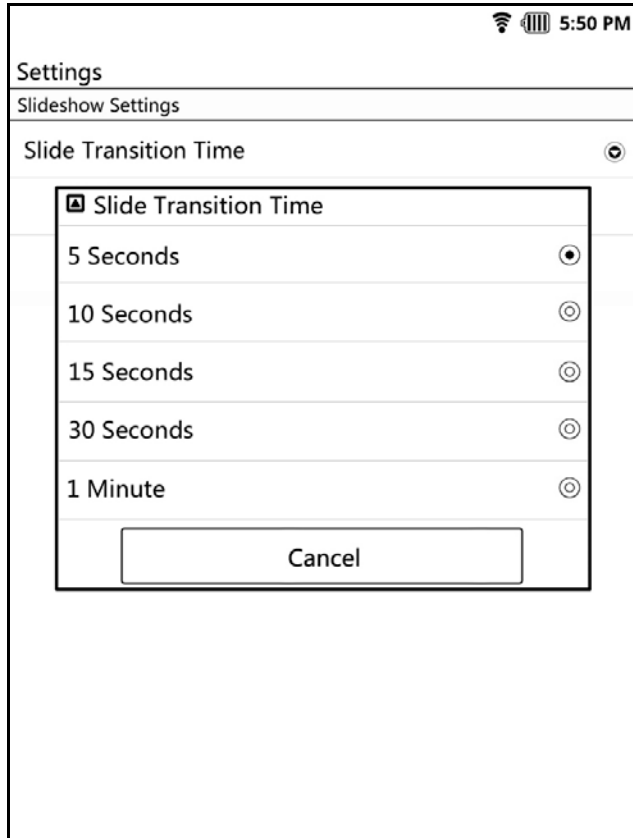 5:50 PM
Settings
Slideshow Settings
Slide Transition Time
Slide Transition Time
5 Seconds
10 Seconds
15 Seconds
30 Seconds
1 Minute
Cancel